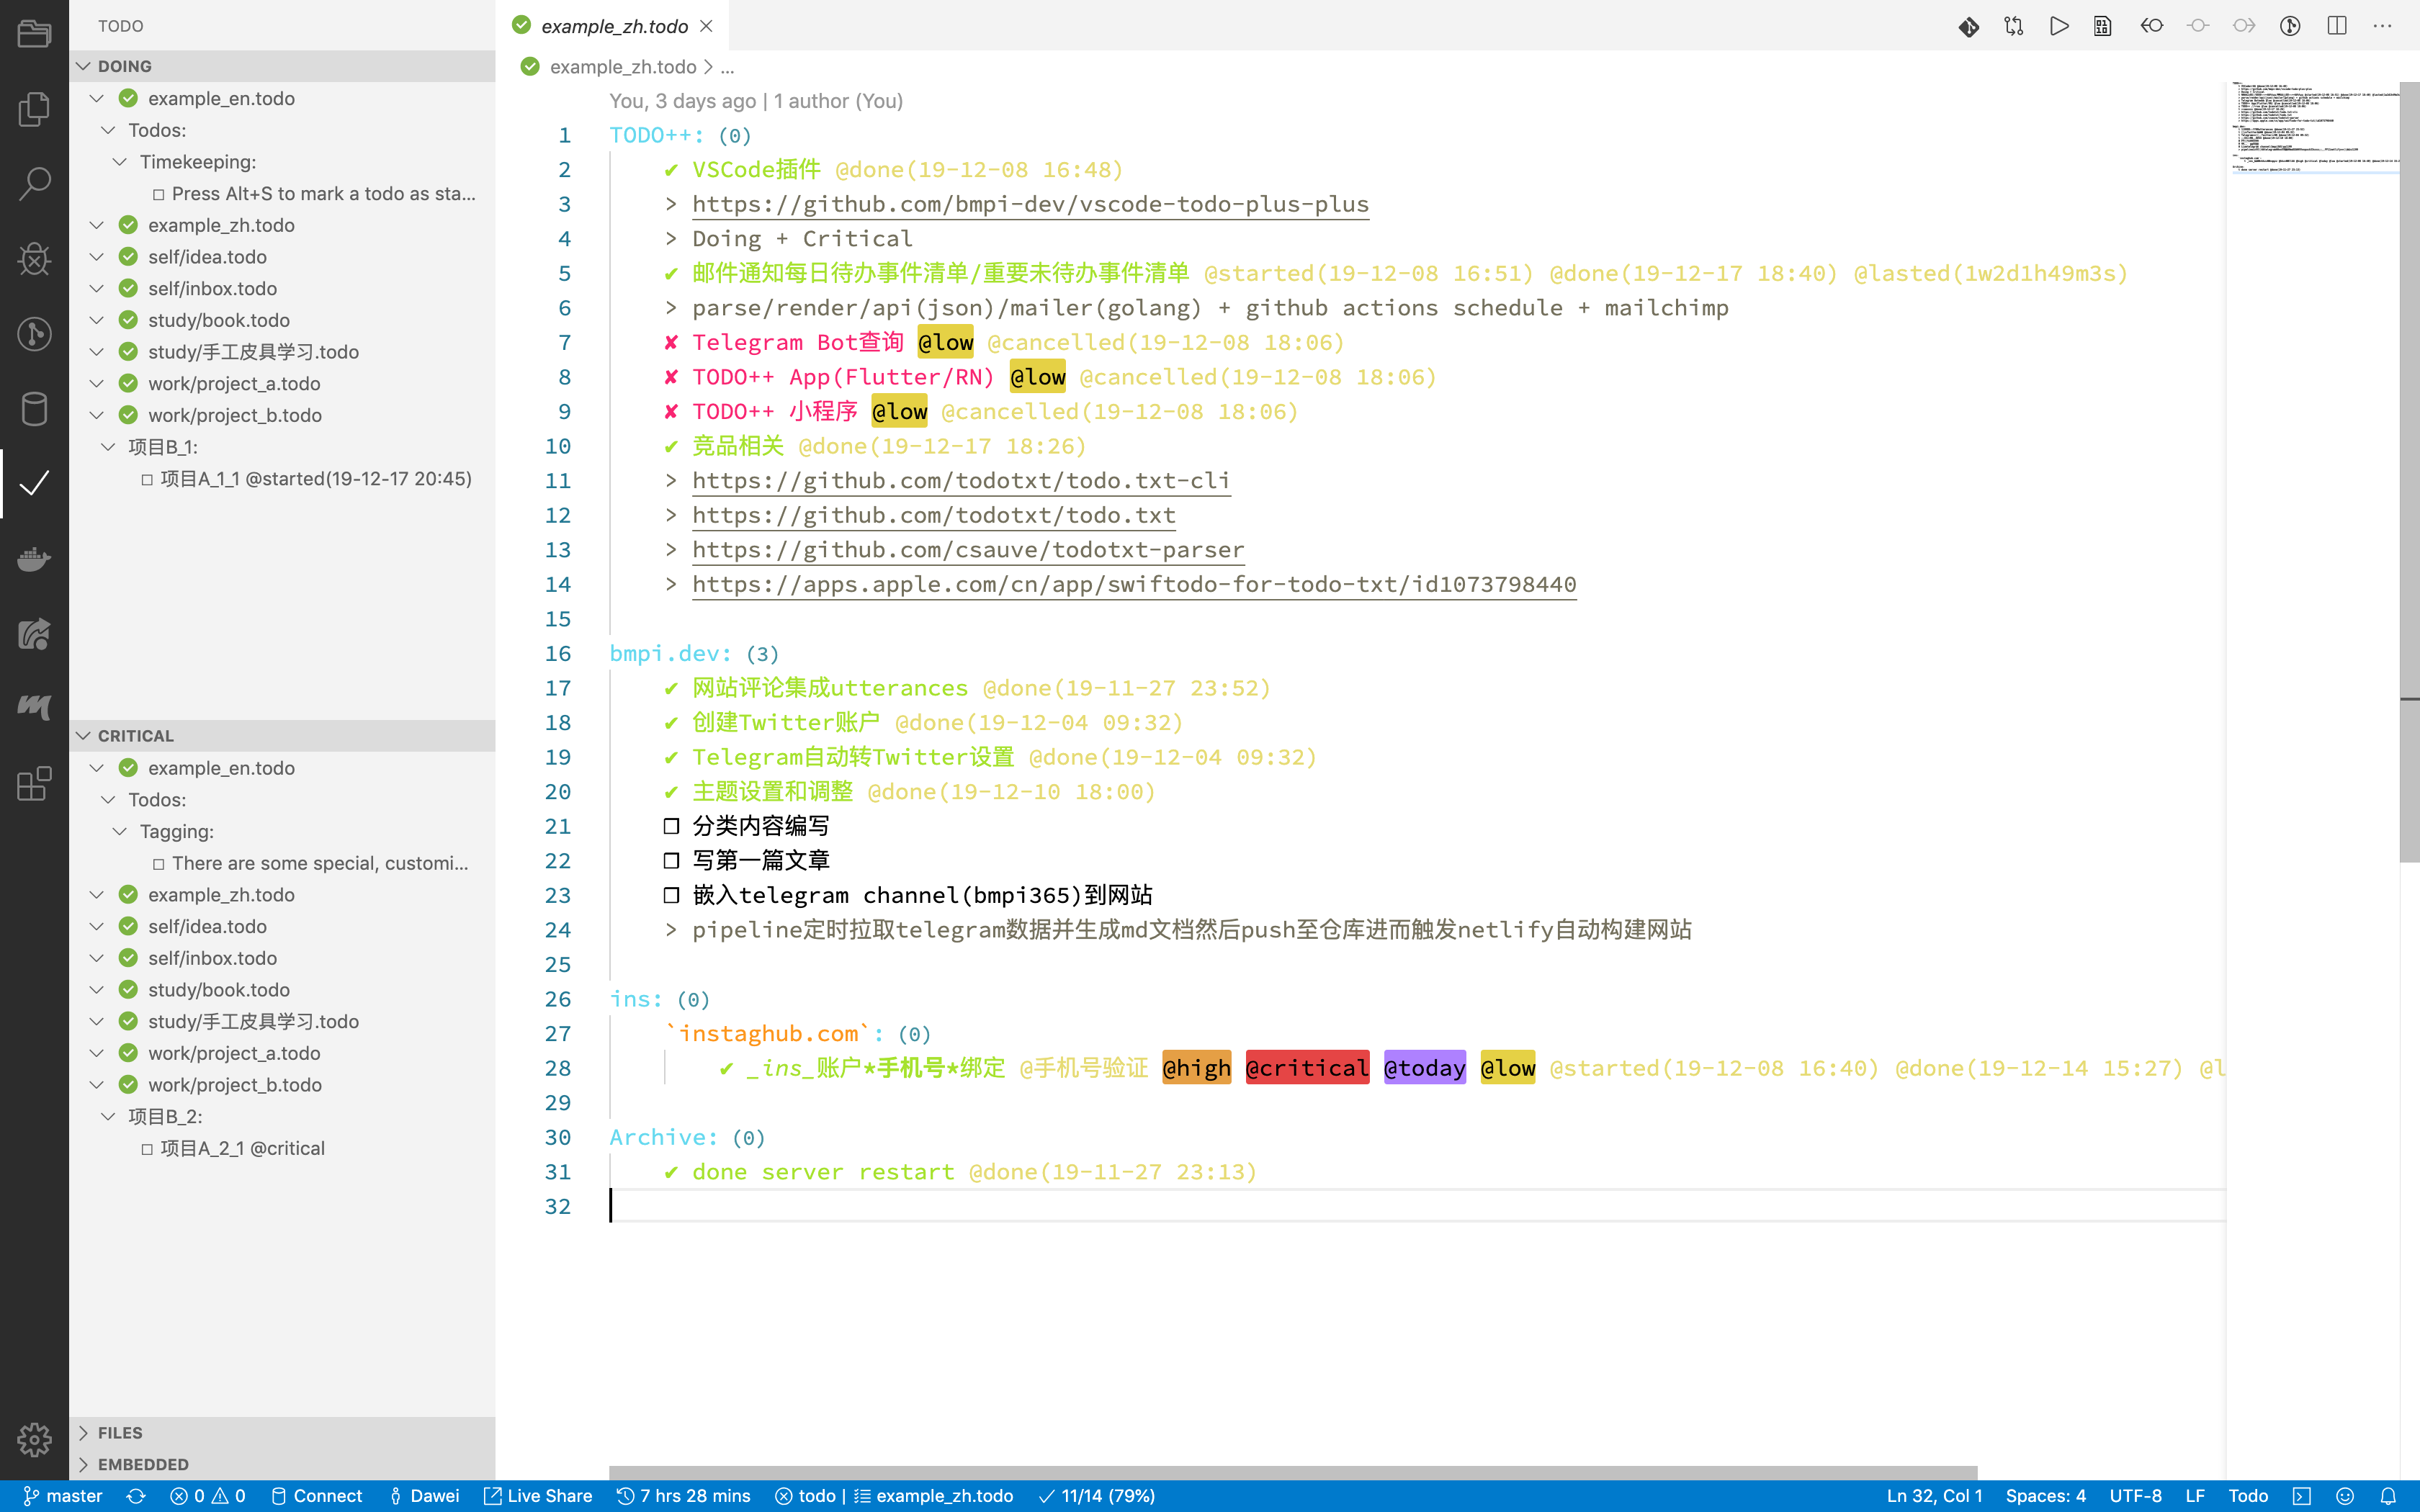 TODO
DOING
example_en.todo
Todos:
Timekeeping:
Press Alt+S to mark a todo as sta...
example_zh.todo
self/idea.todo
self/inbox.todo
study/book.todo
study/手工皮具学习.todo
work/project_a.todo
work/project_b.todo
项目B_1:
项目A_1_1 @started(19-12-17 20:45)
CRITICAL
example_en.todo
Todos:
Tagging:
There are some special, customi...
example_zh.todo
self/idea.todo
self/inbox.todo
study/book.todo
study/手工皮具学习.todo
work/project_a.todo
work/project_b.todo
项目B_2:
项目A_2_1 @critical
FILES
EMBEDDED
example_zh.todo
example_zh.todo > ...
You, 3 days ago | 1 author (You)
1 TODO++: (0)
2 ✔ VSCode插件 @done(19-12-08 16:48)
3 > https://github.com/bmpi-dev/vscode-todo-plus-plus
4 > Doing + Critical
5 ✔ 邮件通知每日待办事件清单/重要未待办事件清单 @started(19-12-08 16:51) @done(19-12-17 18:40) @lasted(1w2d1h49m3s)
6 > parse/render/api(json)/mailer(golang) + github actions schedule + mailchimp
7 ✘ Telegram Bot查询 @low @cancelled(19-12-08 18:06)
8 ✘ TODO++ App(Flutter/RN) @low @cancelled(19-12-08 18:06)
9 ✘ TODO++ 小程序 @low @cancelled(19-12-08 18:06)
10 ✔ 竞品相关 @done(19-12-17 18:26)
11 > https://github.com/todotxt/todo.txt-cli
12 > https://github.com/todotxt/todo.txt
13 > https://github.com/csauve/todotxt-parser
14 > https://apps.apple.com/cn/app/swiftodo-for-todo-txt/id1073798440
15
16 bmpi.dev: (3)
17 ✔ 网站评论集成utterances @done(19-11-27 23:52)
18 ✔ 创建Twitter账户 @done(19-12-04 09:32)
19 ✔ Telegram自动转Twitter设置 @done(19-12-04 09:32)
20 ✔ 主题设置和调整 @done(19-12-10 18:00)
21 ☐ 分类内容编写
22 ☐ 写第一篇文章
23 ☐ 嵌入telegram channel(bmpi365)到网站
24 > pipeline定时拉取telegram数据并生成md文档然后push至仓库进而触发netlify自动构建网站
25
26 ins: (0)
27 `instaghub.com`: (0)
28 ✔ _ins_账户*手机号*绑定 @手机号验证 @high @critical @today @low @started(19-12-08 16:40) @done(19-12-14 15:27) @l
29
30 Archive: (0)
31 ✔ done server restart @done(19-11-27 23:13)
32
master 0 0 Connect Dawei Live Share 7 hrs 28 mins todo | example_zh.todo 11/14 (79%) Ln 32, Col 1 Spaces: 4 UTF-8 LF Todo